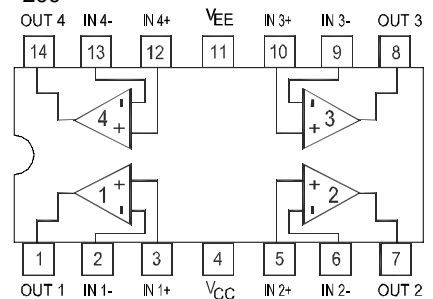 OUT 4 IN 4- IN 4+ VEE IN 3+ IN 3- OUT 3
14 13 12 11 10 9 8
4 - + - + 3
1 + - + - 2
1 2 3 4 5 6 7
OUT 1 IN 1- IN 1+ VCC IN 2+ IN 2- OUT 2